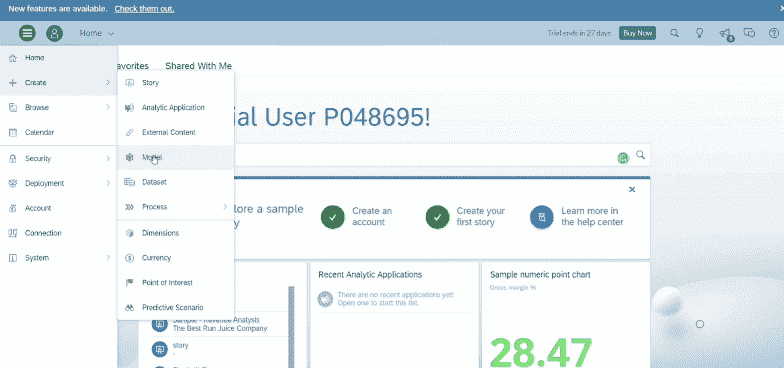 New features are available. Check them out.
Home
Trial ends in 27 days
Buy Now
Home
Create
Browse
Calendar
Security
Deployment
Account
Connection
System
Story
Analytic Application
External Content
Model
Dataset
Process
Dimensions
Currency
Point of Interest
Predictive Scenario
avorites
Shared With Me
ial User P048695!
lore a sample
y
Create an
account
Create your
first story
Learn more in
the help center
Sample - Revenue Analysis
The Best Run Juice Company
story
Recent Analytic Applications
There are no recent applications yet!
Open one to start this list.
Sample numeric point chart
Gross margin %
28.47